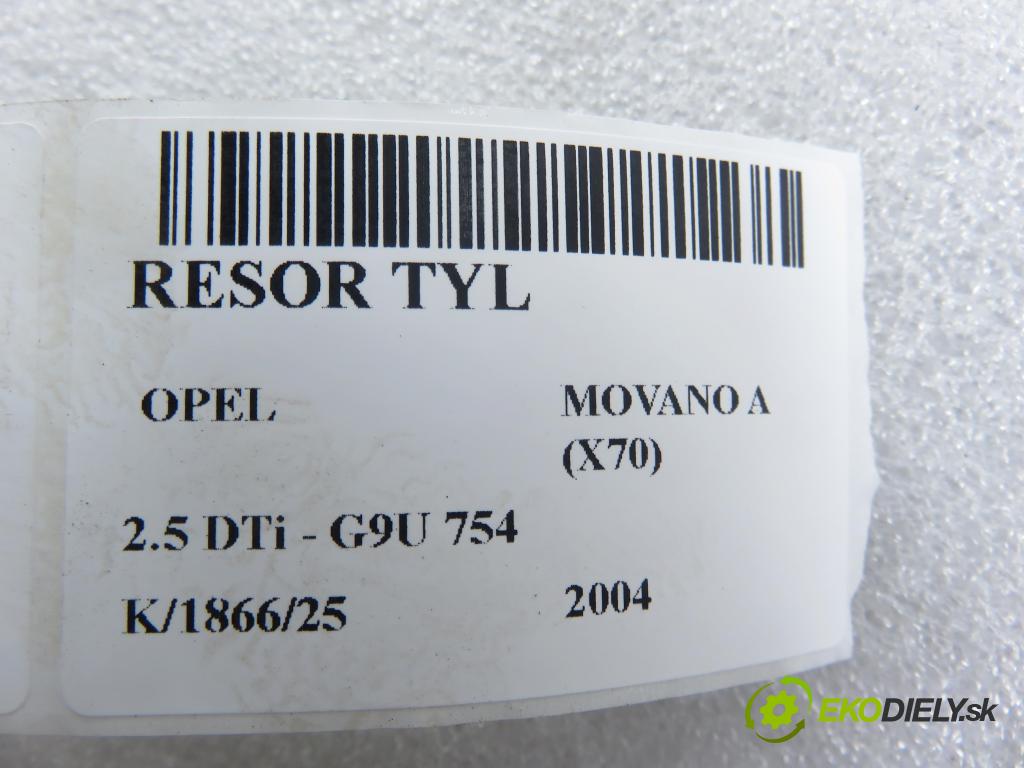 RESOR TYL
OPEL
MOVANO A
(X70)
2.5 DTi - G9U 754
K/1866/25
2004
EKODIELY.sk